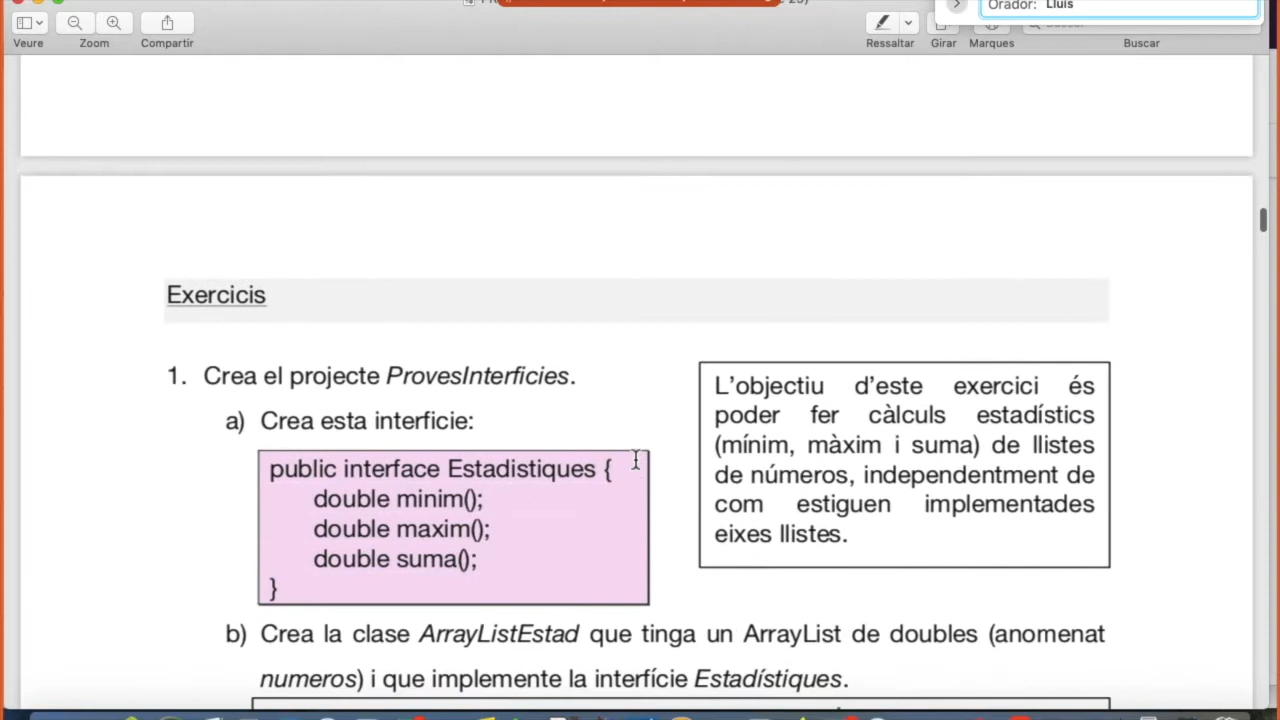 Orador: Lluís
Veure
Zoom
Compartir
Ressaltar
Girar
Marques
Buscar
Exercicis
1. Crea el projecte ProvesInterficies.
a) Crea esta interficie:
public interface Estadistiques {
double minim();
double maxim();
double suma();
}
L'objectiu d'este exercici és
poder fer càlculs estadístics
(mínim, màxim i suma) de llistes
de números, independentment de
com estiguen implementades
eixes llistes.
b) Crea la clase ArrayListEstad que tinga un ArrayList de doubles (anomenat
numeros) i que implemente la interfície Estadístiques.